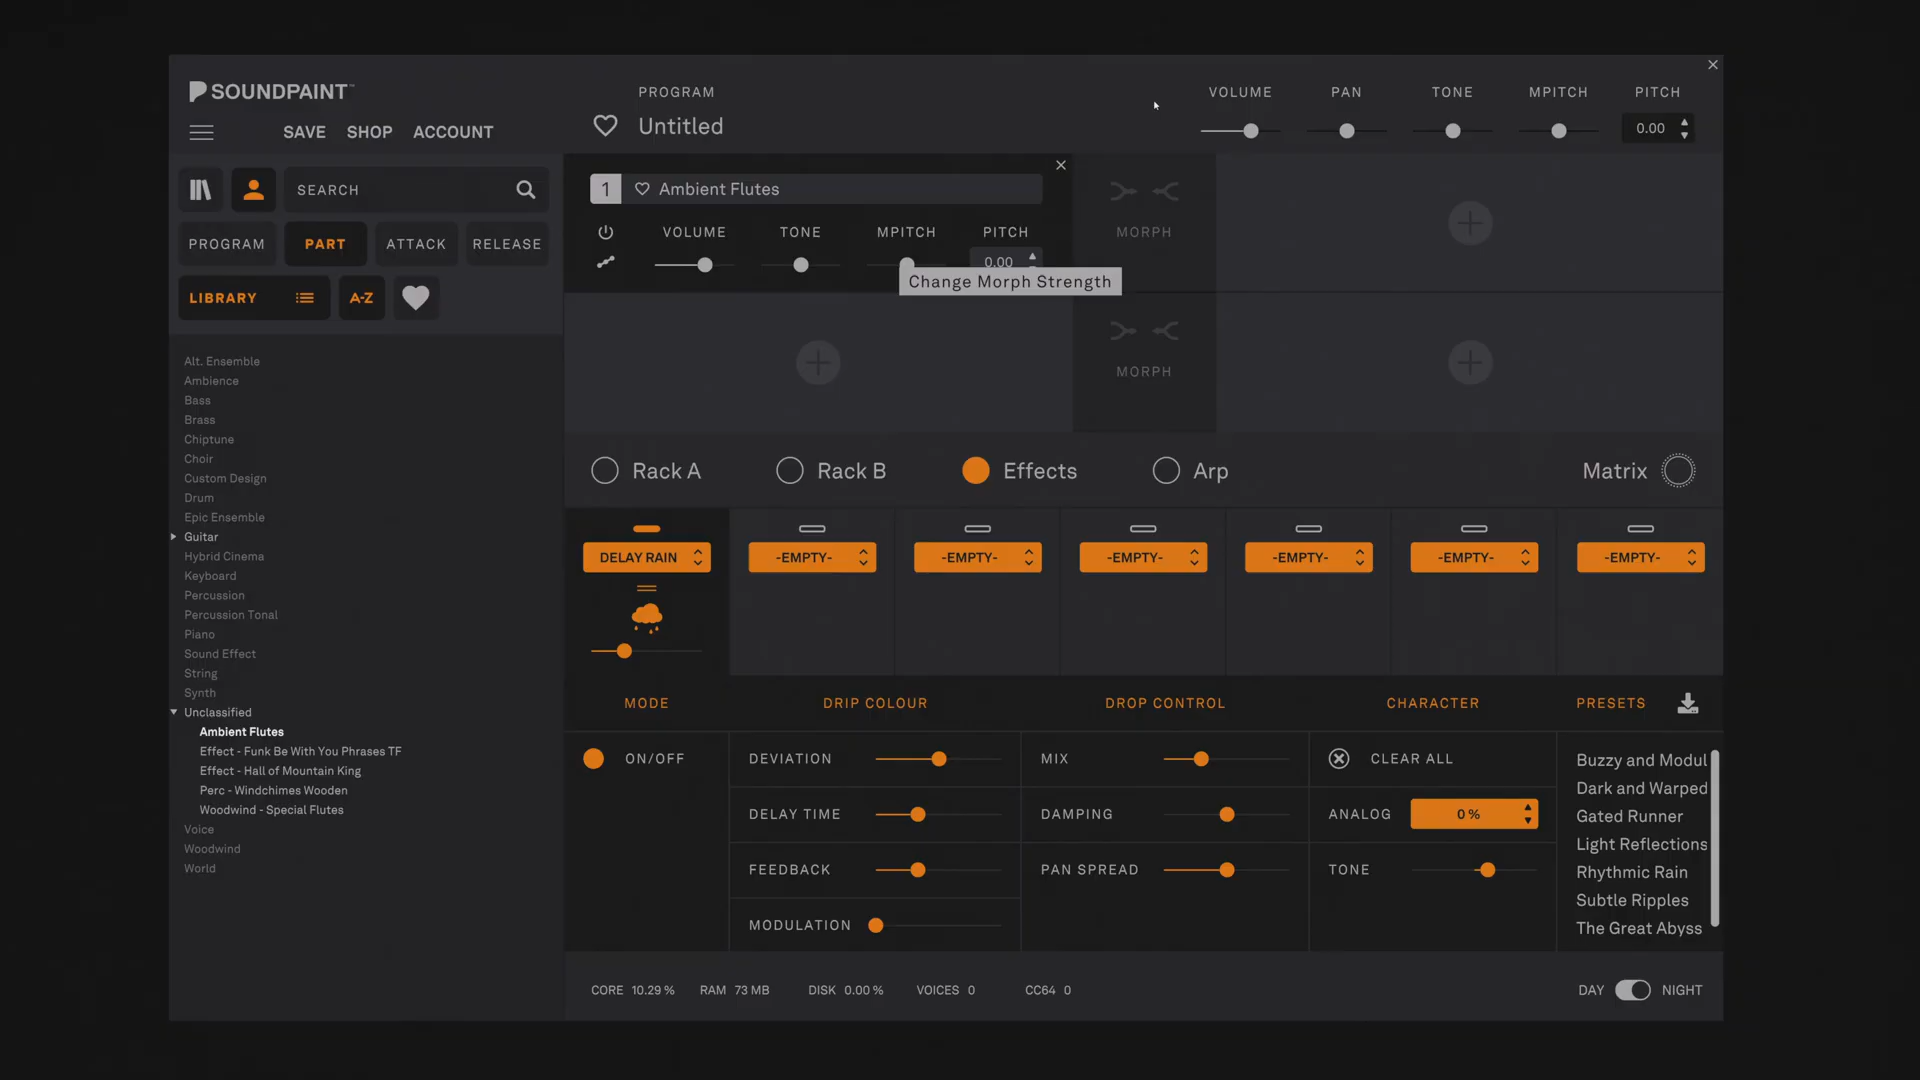 SOUNDPAINT™
SAVE SHOP ACCOUNT
PROGRAM
Untitled
VOLUME PAN TONE MPITCH PITCH
0.00
SEARCH
PROGRAM PART ATTACK RELEASE
LIBRARY A-Z
1 Ambient Flutes
VOLUME TONE MPITCH PITCH
0.00
Change Morph Strength
MORPH
MORPH
Alt. Ensemble
Ambience
Bass
Brass
Chiptune
Choir
Custom Design
Drum
Epic Ensemble
Guitar
Hybrid Cinema
Keyboard
Percussion
Percussion Tonal
Piano
Sound Effect
String
Synth
Unclassified
Ambient Flutes
Effect - Funk Be With You Phrases TF
Effect - Hall of Mountain King
Perc - Windchimes Wooden
Woodwind - Special Flutes
Voice
Woodwind
World
Rack A Rack B Effects Arp Matrix
DELAY RAIN -EMPTY- -EMPTY- -EMPTY- -EMPTY- -EMPTY- -EMPTY-
MODE DRIP COLOUR DROP CONTROL CHARACTER PRESETS
ON/OFF
DEVIATION
DELAY TIME
FEEDBACK
MODULATION
MIX
DAMPING
PAN SPREAD
CLEAR ALL
ANALOG 0 %
TONE
Buzzy and Modul
Dark and Warped
Gated Runner
Light Reflections
Rhythmic Rain
Subtle Ripples
The Great Abyss
CORE 10.29 % RAM 73 MB DISK 0.00 % VOICES 0 CC64 0
DAY NIGHT